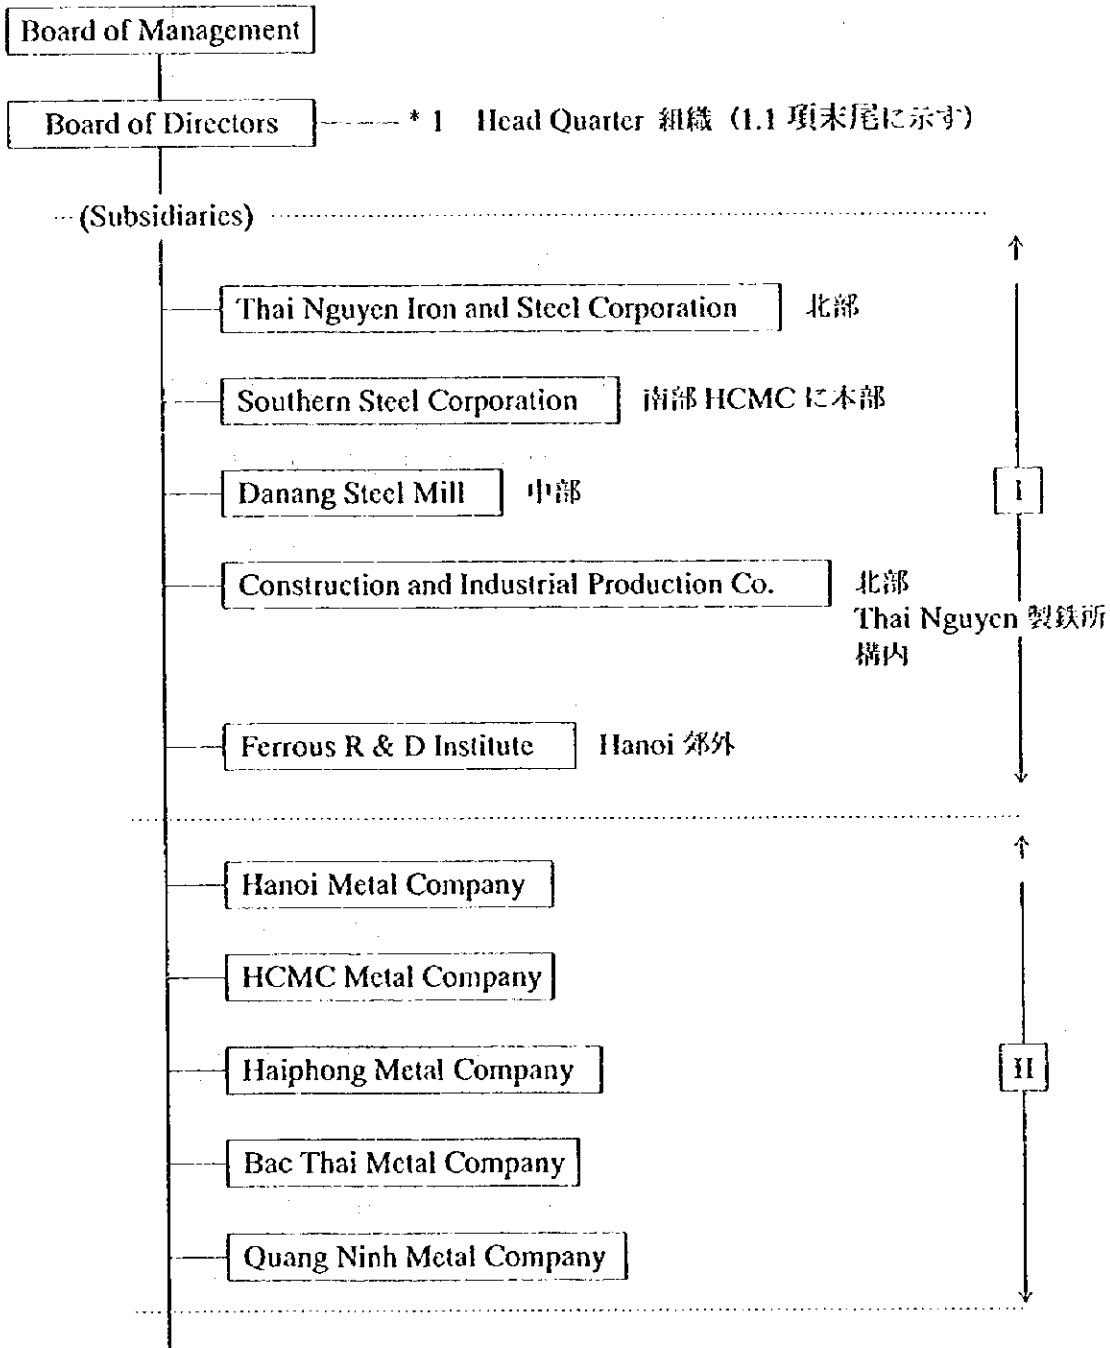 Board of Management
Board of Directors * 1 Head Quarter 組織 (1.1 項末尾に示す)
(Subsidiaries)
Thai Nguyen Iron and Steel Corporation 北部
Southern Steel Corporation 南部 HCMC に本部
Danang Steel Mill 中部
I
Construction and Industrial Production Co. 北部
Thai Nguyen 製鉄所
構内
Ferrous R & D Institute Hanoi 郊外
Hanoi Metal Company
HCMC Metal Company
Haiphong Metal Company
II
Bac Thai Metal Company
Quang Ninh Metal Company